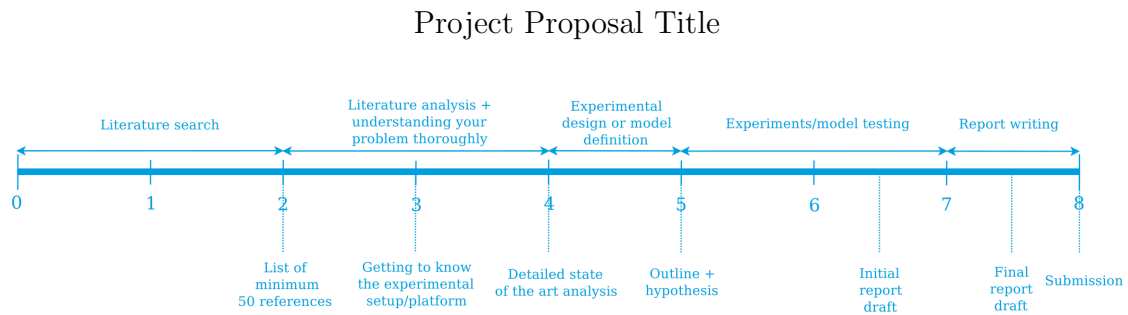 Project Proposal Title
Literature search
Literature analysis +
understanding your
problem thoroughly
Experimental
design or model
definition
Experiments/model testing
Report writing
0 1 2 3 4 5 6 7 8
List of
minimum
50 references
Getting to know
the experimental
setup/platform
Detailed state
of the art analysis
Outline +
hypothesis
Initial
report
draft
Final
report
draft
Submission